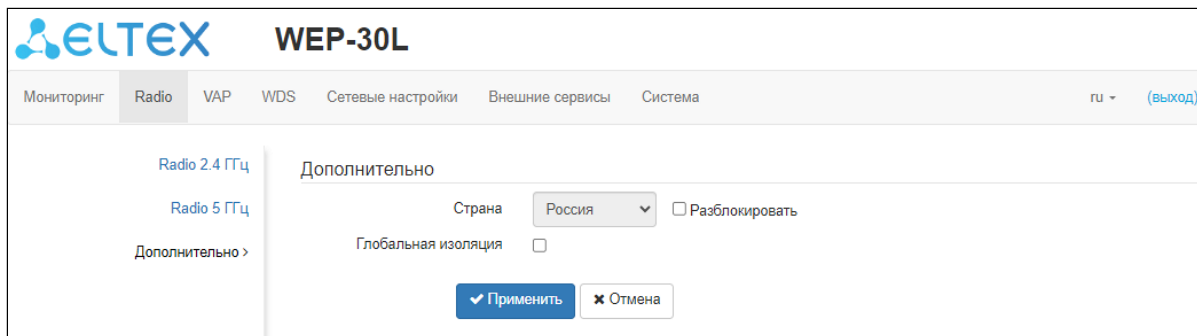 ELTEX WEP-30L
Мониторинг Radio VAP WDS Сетевые настройки Внешние сервисы Система ru (выход)
Radio 2.4 ГГц
Дополнительно
Radio 5 ГГц
Страна Россия Разблокировать
Дополнительно >
Глобальная изоляция
Применить Отмена